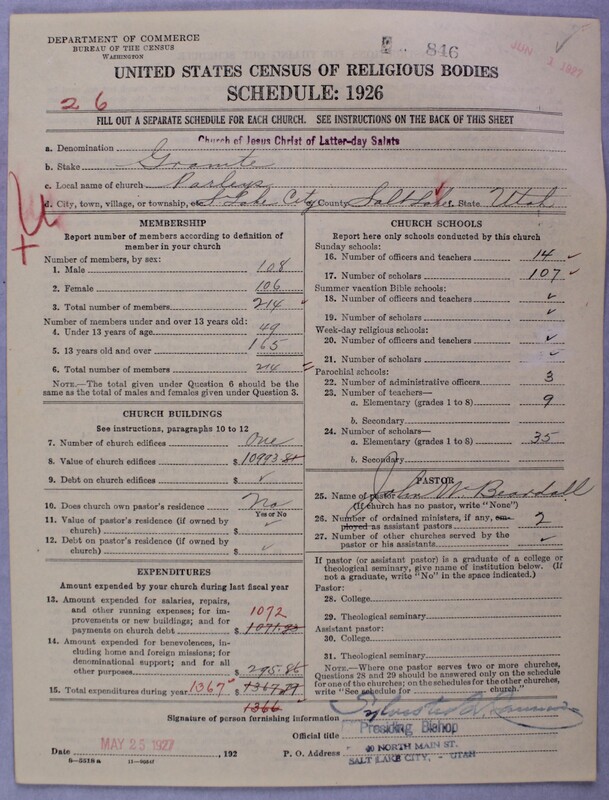 DEPARTMENT OF COMMERCE
BUREAU OF THE CENSUS
WASHINGTON
846
JUN 1 1927
UNITED STATES CENSUS OF RELIGIOUS BODIES
SCHEDULE: 1926
26
FILL OUT A SEPARATE SCHEDULE FOR EACH CHURCH. SEE INSTRUCTIONS ON THE BACK OF THIS SHEET
a. Denomination Church of Jesus Christ of Latter-day Saints
b. Stake Granite
c. Local name of church Parleys
d. City, town, village, or township, etc. S. Lake City County Salt Lake State Utah
MEMBERSHIP
Report number of members according to definition of member in your church
Number of members, by sex:
1. Male 108
2. Female 106
3. Total number of members 214
Number of members under and over 13 years old:
4. Under 13 years of age 49
5. 13 years old and over 165
6. Total number of members 214
NOTE.—The total given under Question 6 should be
the same as the total of males and females given under Question 3.
CHURCH BUILDINGS
See instructions, paragraphs 10 to 12
7. Number of church edifices One
8. Value of church edifices $ 10993.85
9. Debt on church edifices $
10. Does church own pastor's residence No
Yes or No
11. Value of pastor's residence (if owned by
church) $
12. Debt on pastor's residence (if owned by
church) $
EXPENDITURES
Amount expended by your church during last fiscal year
13. Amount expended for salaries, repairs,
and other running expenses; for im-
provements or new buildings; and for
payments on church debt $ 1071.93
1072
14. Amount expended for benevolences,
including home and foreign missions; for
denominational support; and for all
other purposes $ 295.86
15. Total expenditures during year 1367 $ 1367.79
1366
CHURCH SCHOOLS
Report here only schools conducted by this church
Sunday schools:
16. Number of officers and teachers 14
17. Number of scholars 107
Summer vacation Bible schools:
18. Number of officers and teachers
19. Number of scholars
Week-day religious schools:
20. Number of officers and teachers
21. Number of scholars
Parochial schools:
22. Number of administrative officers 3
23. Number of teachers—
a. Elementary (grades 1 to 8) 9
b. Secondary
24. Number of scholars—
a. Elementary (grades 1 to 8) 35
b. Secondary
PASTOR
25. Name of pastor John W Beardall
(If church has no pastor, write "None")
26. Number of ordained ministers, if any, em-
ployed as assistant pastors 2
27. Number of other churches served by the
pastor or his assistants
If pastor (or assistant pastor) is a graduate of a college or
theological seminary, give name of institution below. (If
not a graduate, write "No" in the space indicated.)
Pastor:
28. College
29. Theological seminary
Assistant pastor:
30. College
31. Theological seminary
NOTE.—Where one pastor serves two or more churches,
Questions 28 and 29 should be answered only on the schedule
for one of the churches; on the schedules for the other churches,
write "See schedule for church."
Signature of person furnishing information Sylvester Q. Cannon
Official title Presiding Bishop
Date MAY 25 1927, 192 P. O. Address 40 NORTH MAIN ST.
SALT LAKE CITY, - UTAH
8-5518 a